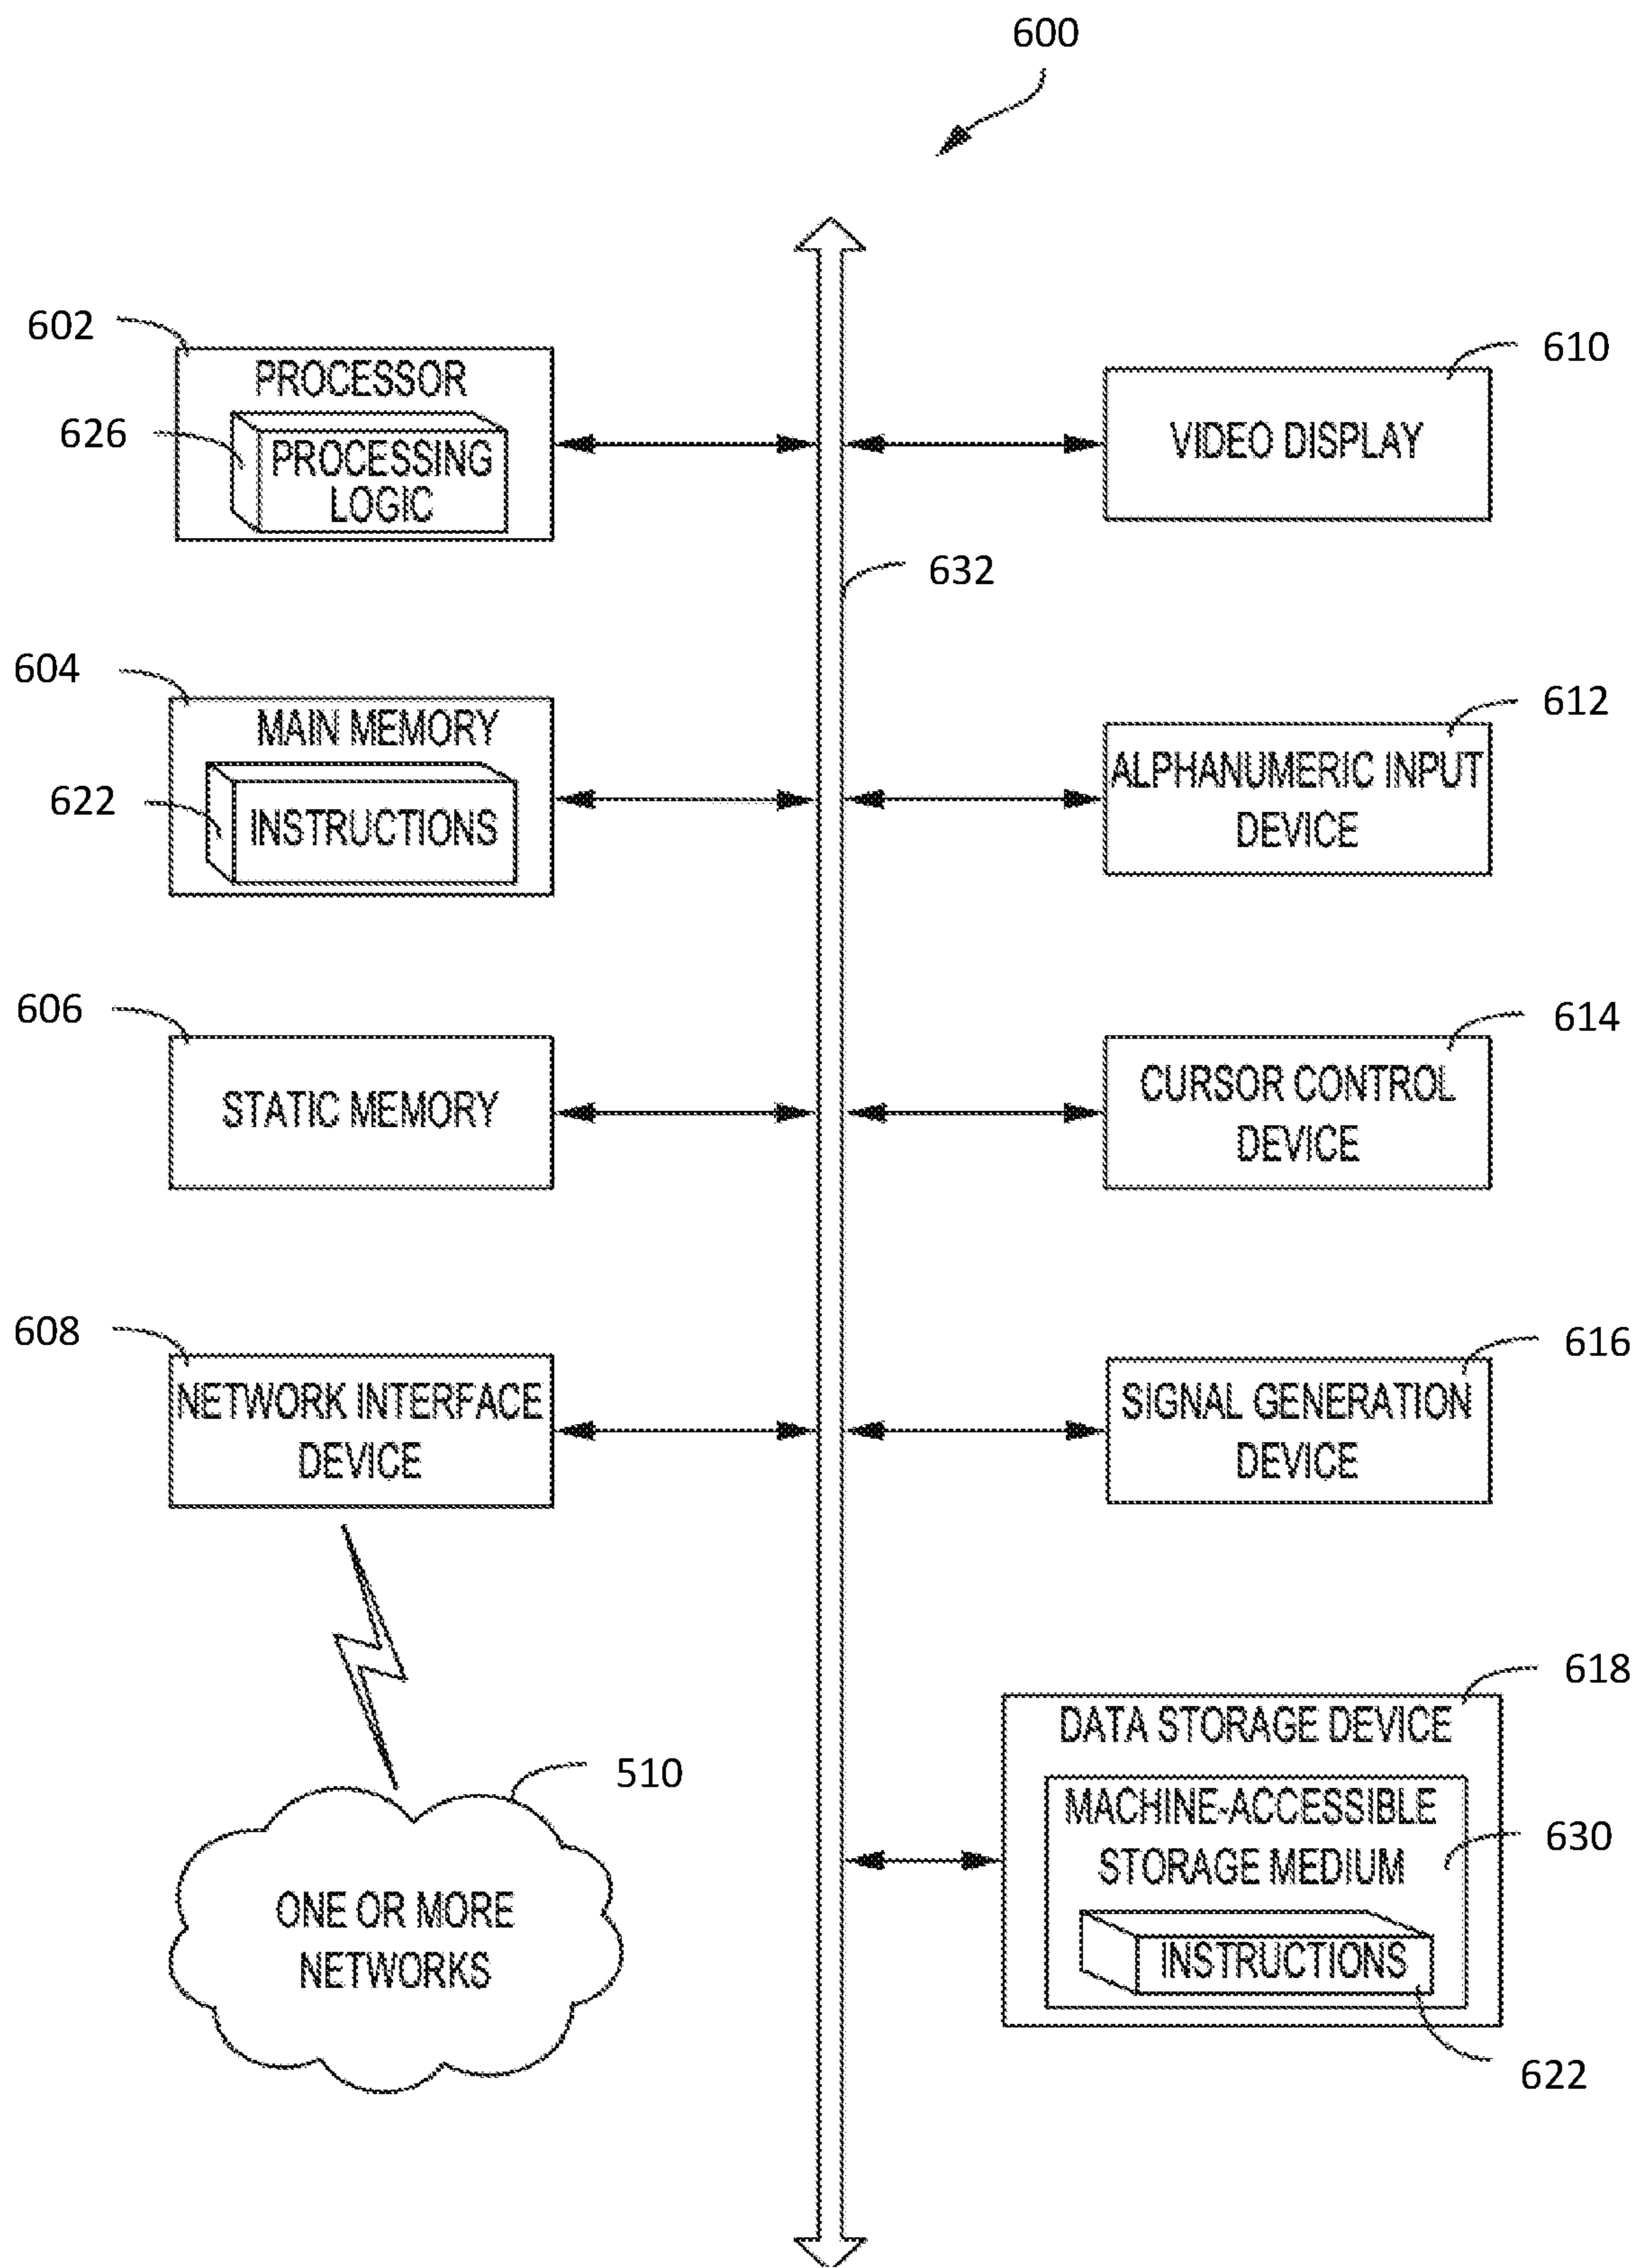 600
602
PROCESSOR
626
PROCESSING
LOGIC
610
VIDEO DISPLAY
632
604
MAIN MEMORY
622
INSTRUCTIONS
612
ALPHANUMERIC INPUT
DEVICE
606
STATIC MEMORY
614
CURSOR CONTROL
DEVICE
608
NETWORK INTERFACE
DEVICE
616
SIGNAL GENERATION
DEVICE
510
ONE OR MORE
NETWORKS
618
DATA STORAGE DEVICE
MACHINE-ACCESSIBLE
STORAGE MEDIUM
630
INSTRUCTIONS
622